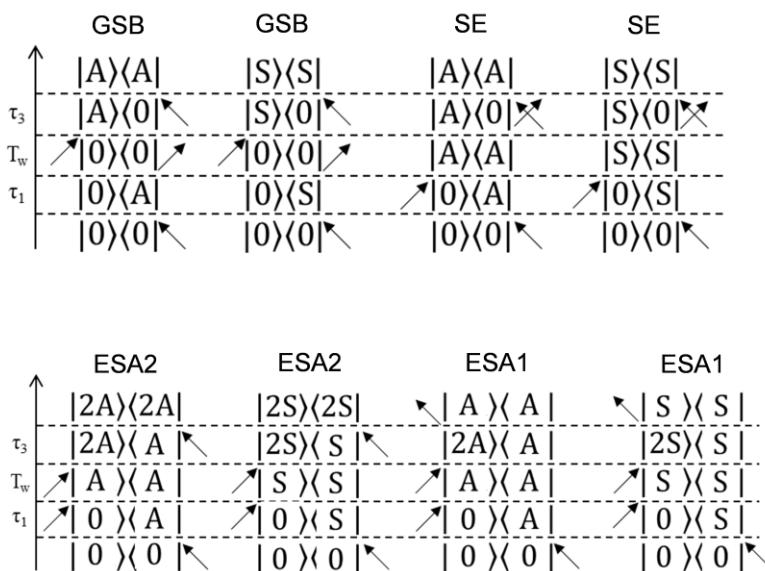 GSB GSB SE SE
|A⟩⟨A| |S⟩⟨S| |A⟩⟨A| |S⟩⟨S|
τ₃ |A⟩⟨0| |S⟩⟨0| |A⟩⟨0| |S⟩⟨0|
T_w |0⟩⟨0| |0⟩⟨0| |A⟩⟨A| |S⟩⟨S|
τ₁ |0⟩⟨A| |0⟩⟨S| |0⟩⟨A| |0⟩⟨S|
|0⟩⟨0| |0⟩⟨0| |0⟩⟨0| |0⟩⟨0|
ESA2 ESA2 ESA1 ESA1
|2A⟩⟨2A| |2S⟩⟨2S| | A ⟩⟨ A | | S ⟩⟨ S |
τ₃ |2A⟩⟨ A | |2S⟩⟨ S | |2A⟩⟨ A | |2S⟩⟨ S |
T_w | A ⟩⟨ A | | S ⟩⟨ S | | A ⟩⟨ A | | S ⟩⟨ S |
τ₁ | 0 ⟩⟨ A | | 0 ⟩⟨ S | | 0 ⟩⟨ A | | 0 ⟩⟨ S |
| 0 ⟩⟨ 0 | | 0 ⟩⟨ 0 | | 0 ⟩⟨ 0 | | 0 ⟩⟨ 0 |